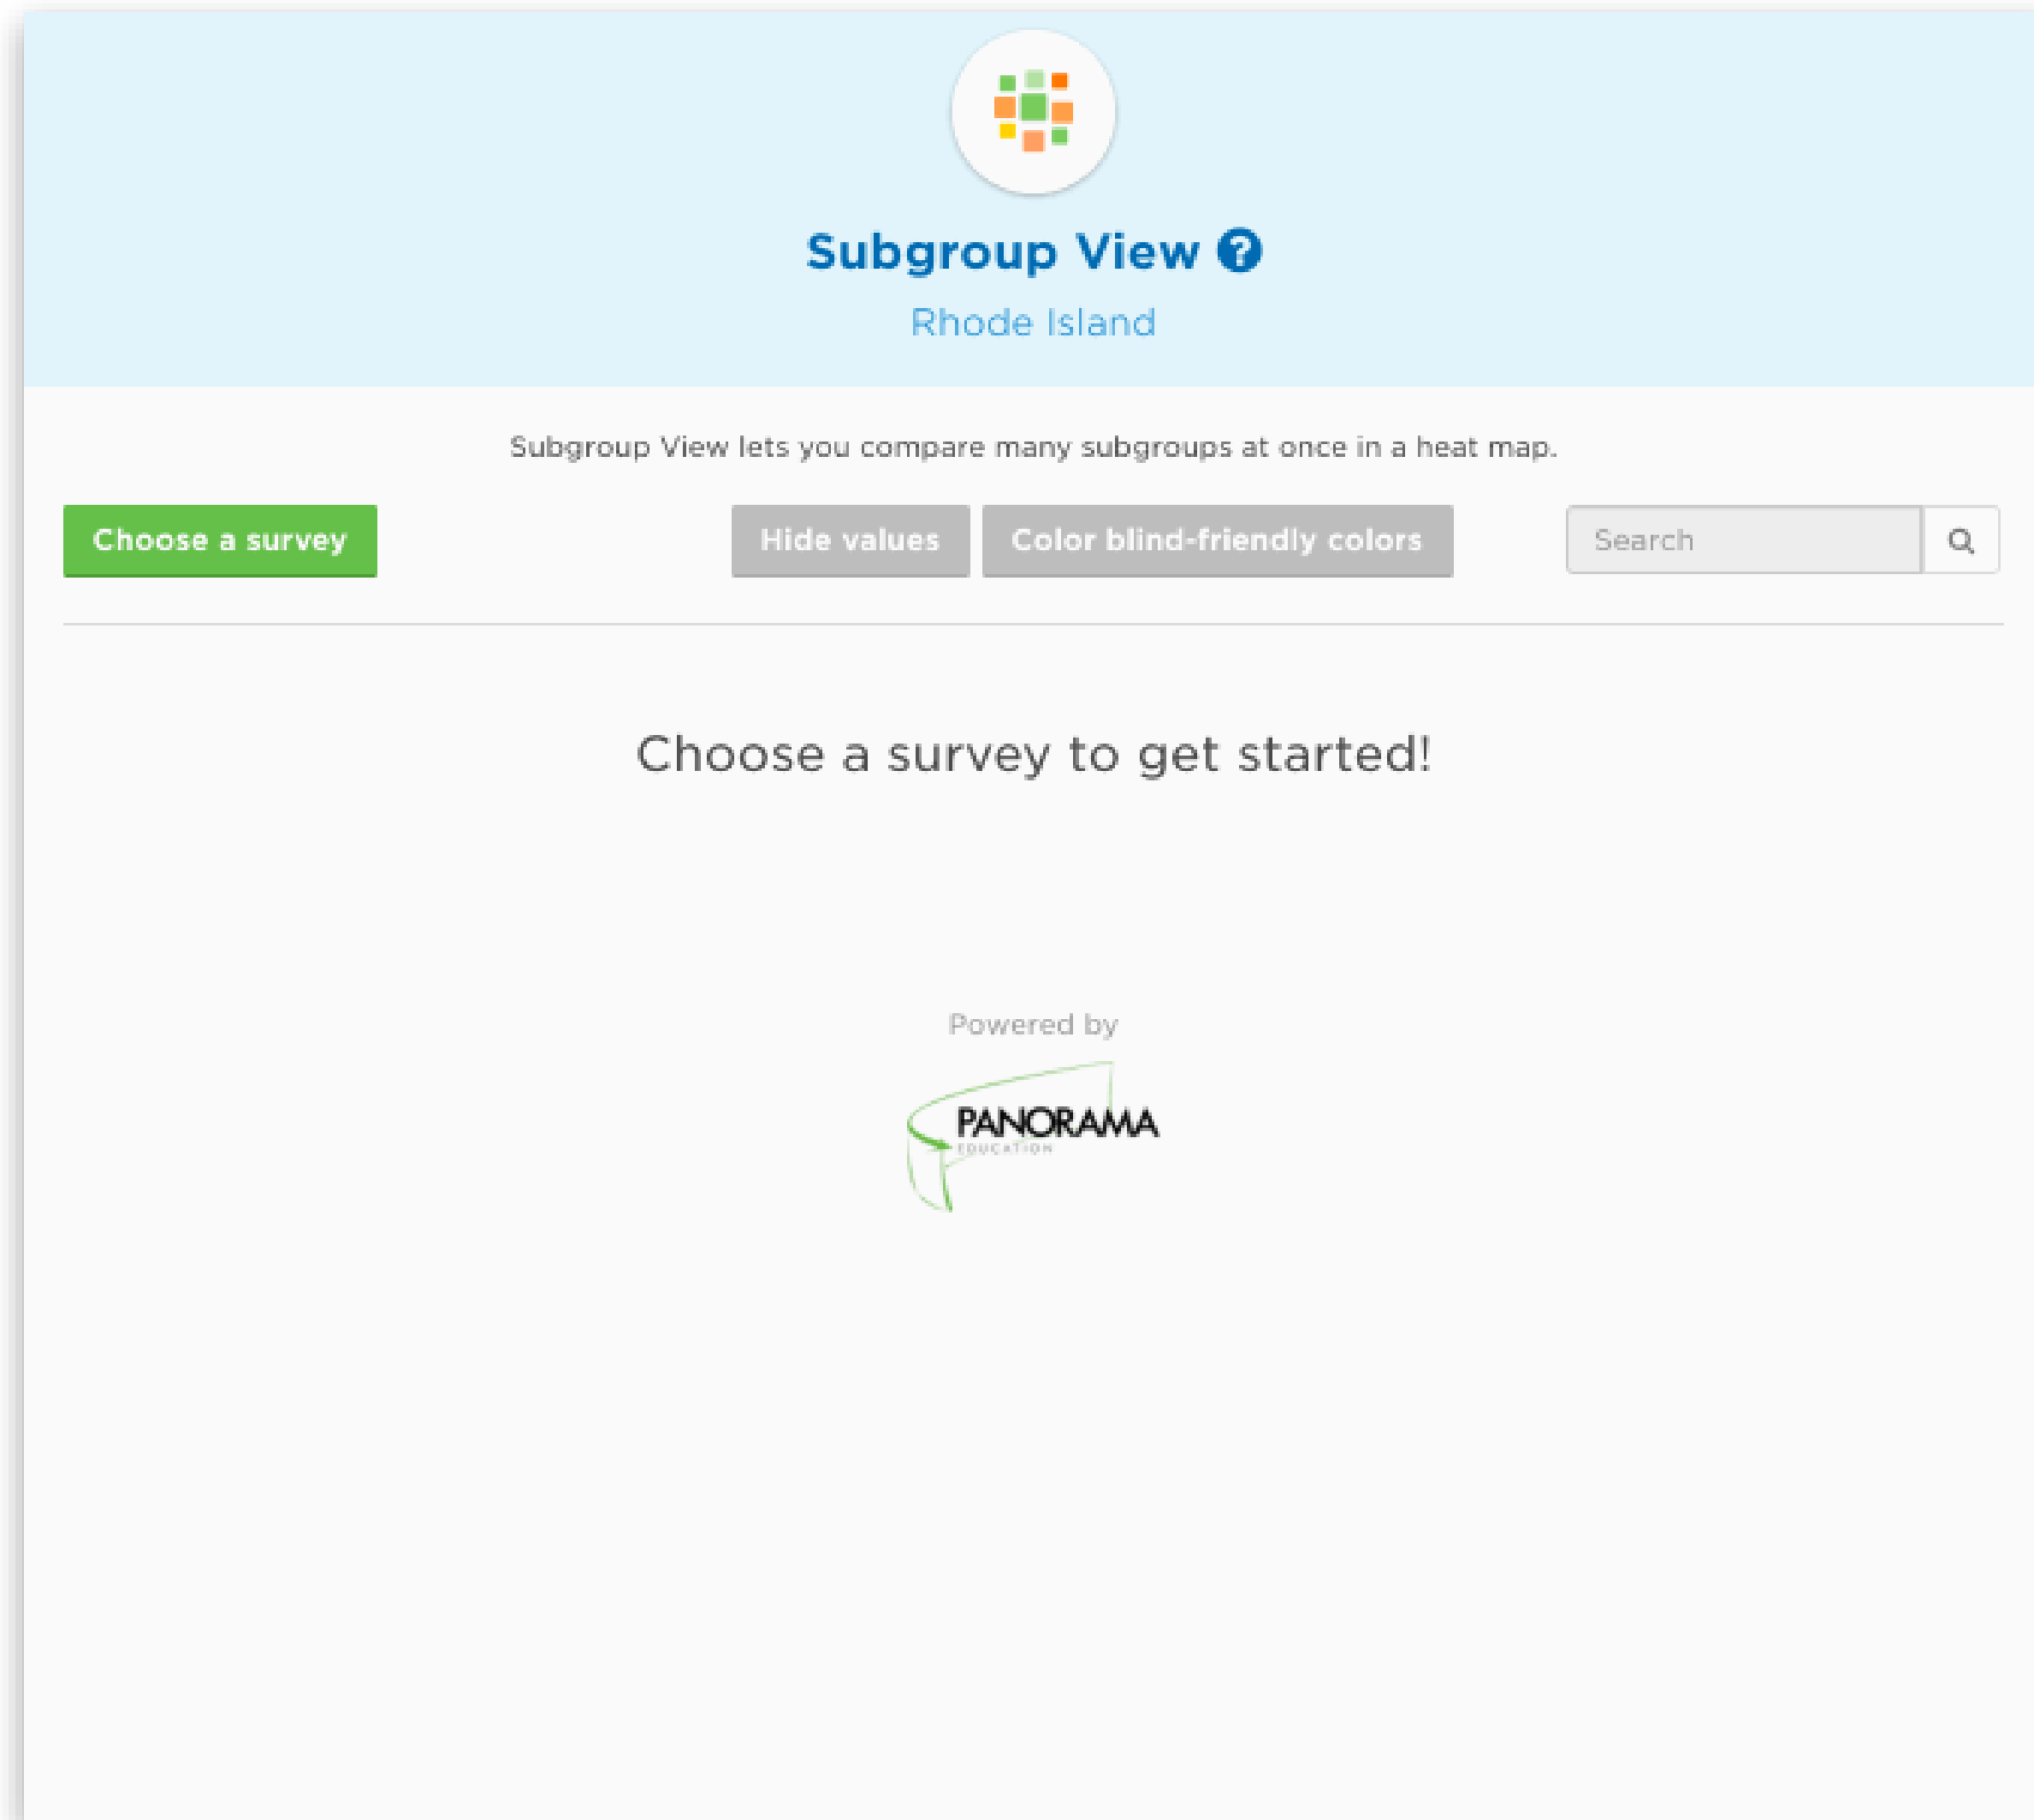 Subgroup View ?
Rhode Island
Subgroup View lets you compare many subgroups at once in a heat map.
Choose a survey
Hide values
Color blind-friendly colors
Search
Choose a survey to get started!
Powered by
PANORAMA
EDUCATION